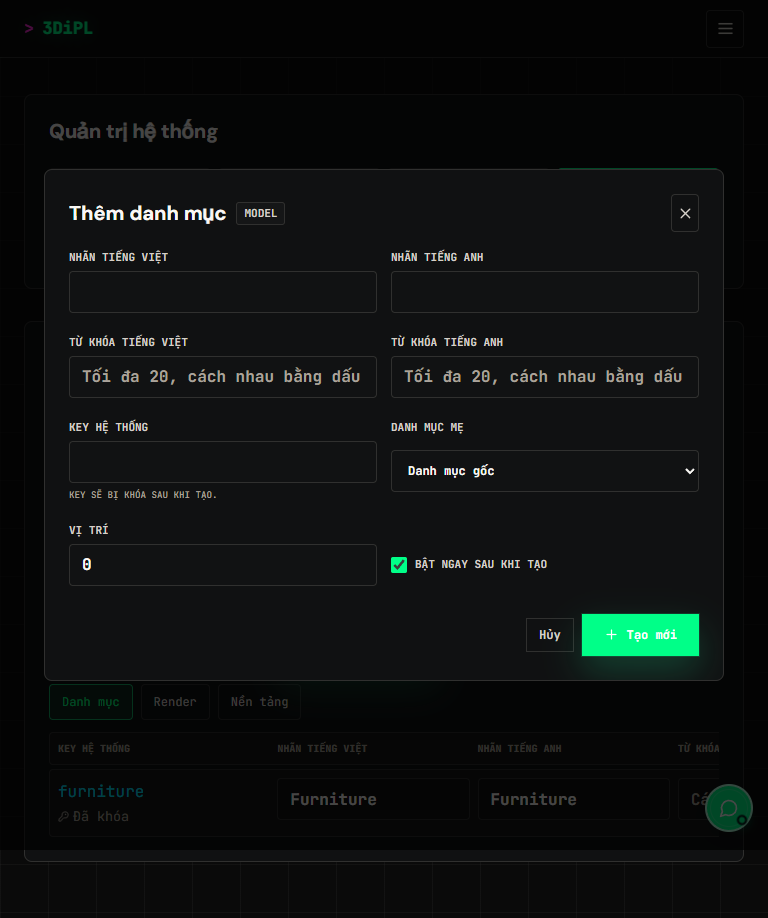 > 3DiPL
Quản trị hệ thống
Thêm danh mục MODEL
NHÃN TIẾNG VIỆT NHÃN TIẾNG ANH
TỪ KHÓA TIẾNG VIỆT TỪ KHÓA TIẾNG ANH
Tối đa 20, cách nhau bằng dấu Tối đa 20, cách nhau bằng dấu
KEY HỆ THỐNG DANH MỤC MẸ
Danh mục gốc
KEY SẼ BỊ KHÓA SAU KHI TẠO.
VỊ TRÍ
0 BẬT NGAY SAU KHI TẠO
Hủy + Tạo mới
Danh mục Render Nền tảng
KEY HỆ THỐNG NHÃN TIẾNG VIỆT NHÃN TIẾNG ANH TỪ KHÓA
furniture Furniture Furniture
Đã khóa